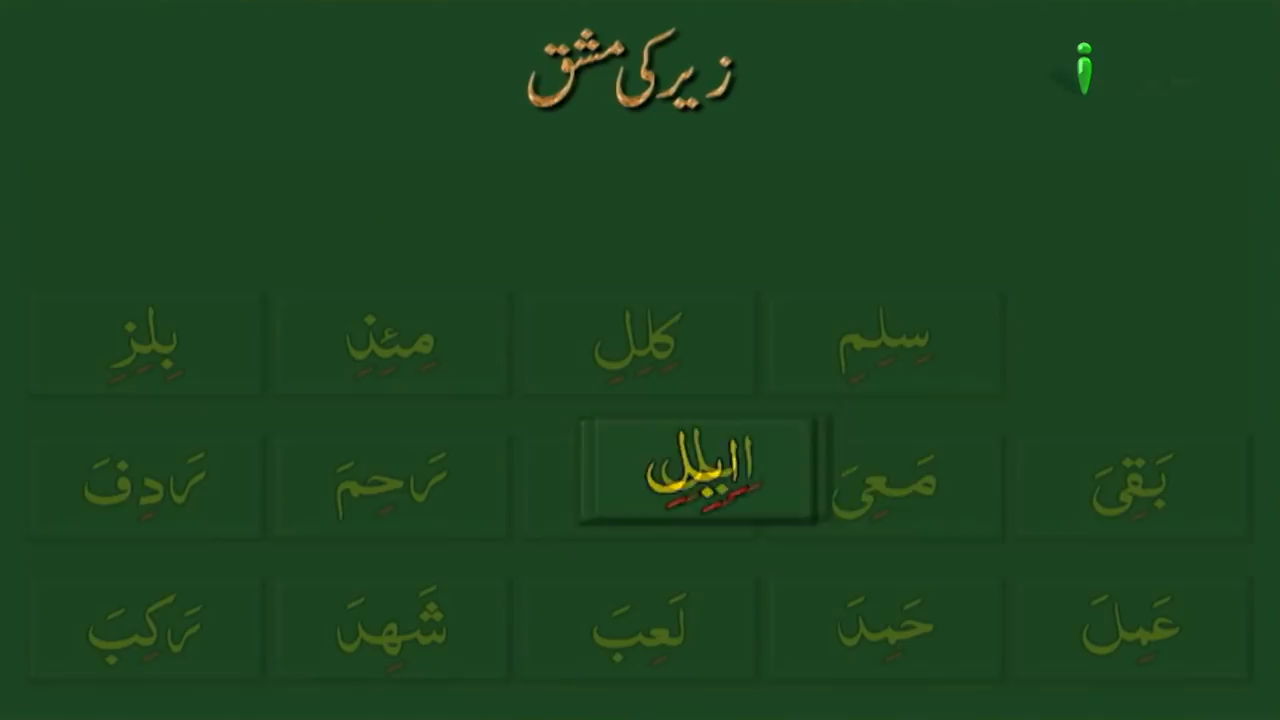 زیر کی مشق
سِلِمِ كِلِلِ مِئِذِ بِلِزِ
بَقِىَ مَعِىَ اِبِلِ رَحِمَ رَدِفَ
عَمِلَ حَمِدَ لَعِبَ شَهِدَ رَكِبَ